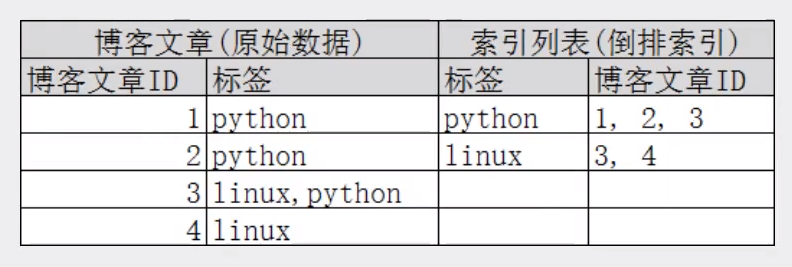 博客文章(原始数据) 索引列表(倒排索引)
博客文章ID 标签 标签 博客文章ID
1 python python 1, 2, 3
2 python linux 3, 4
3 linux,python
4 linux